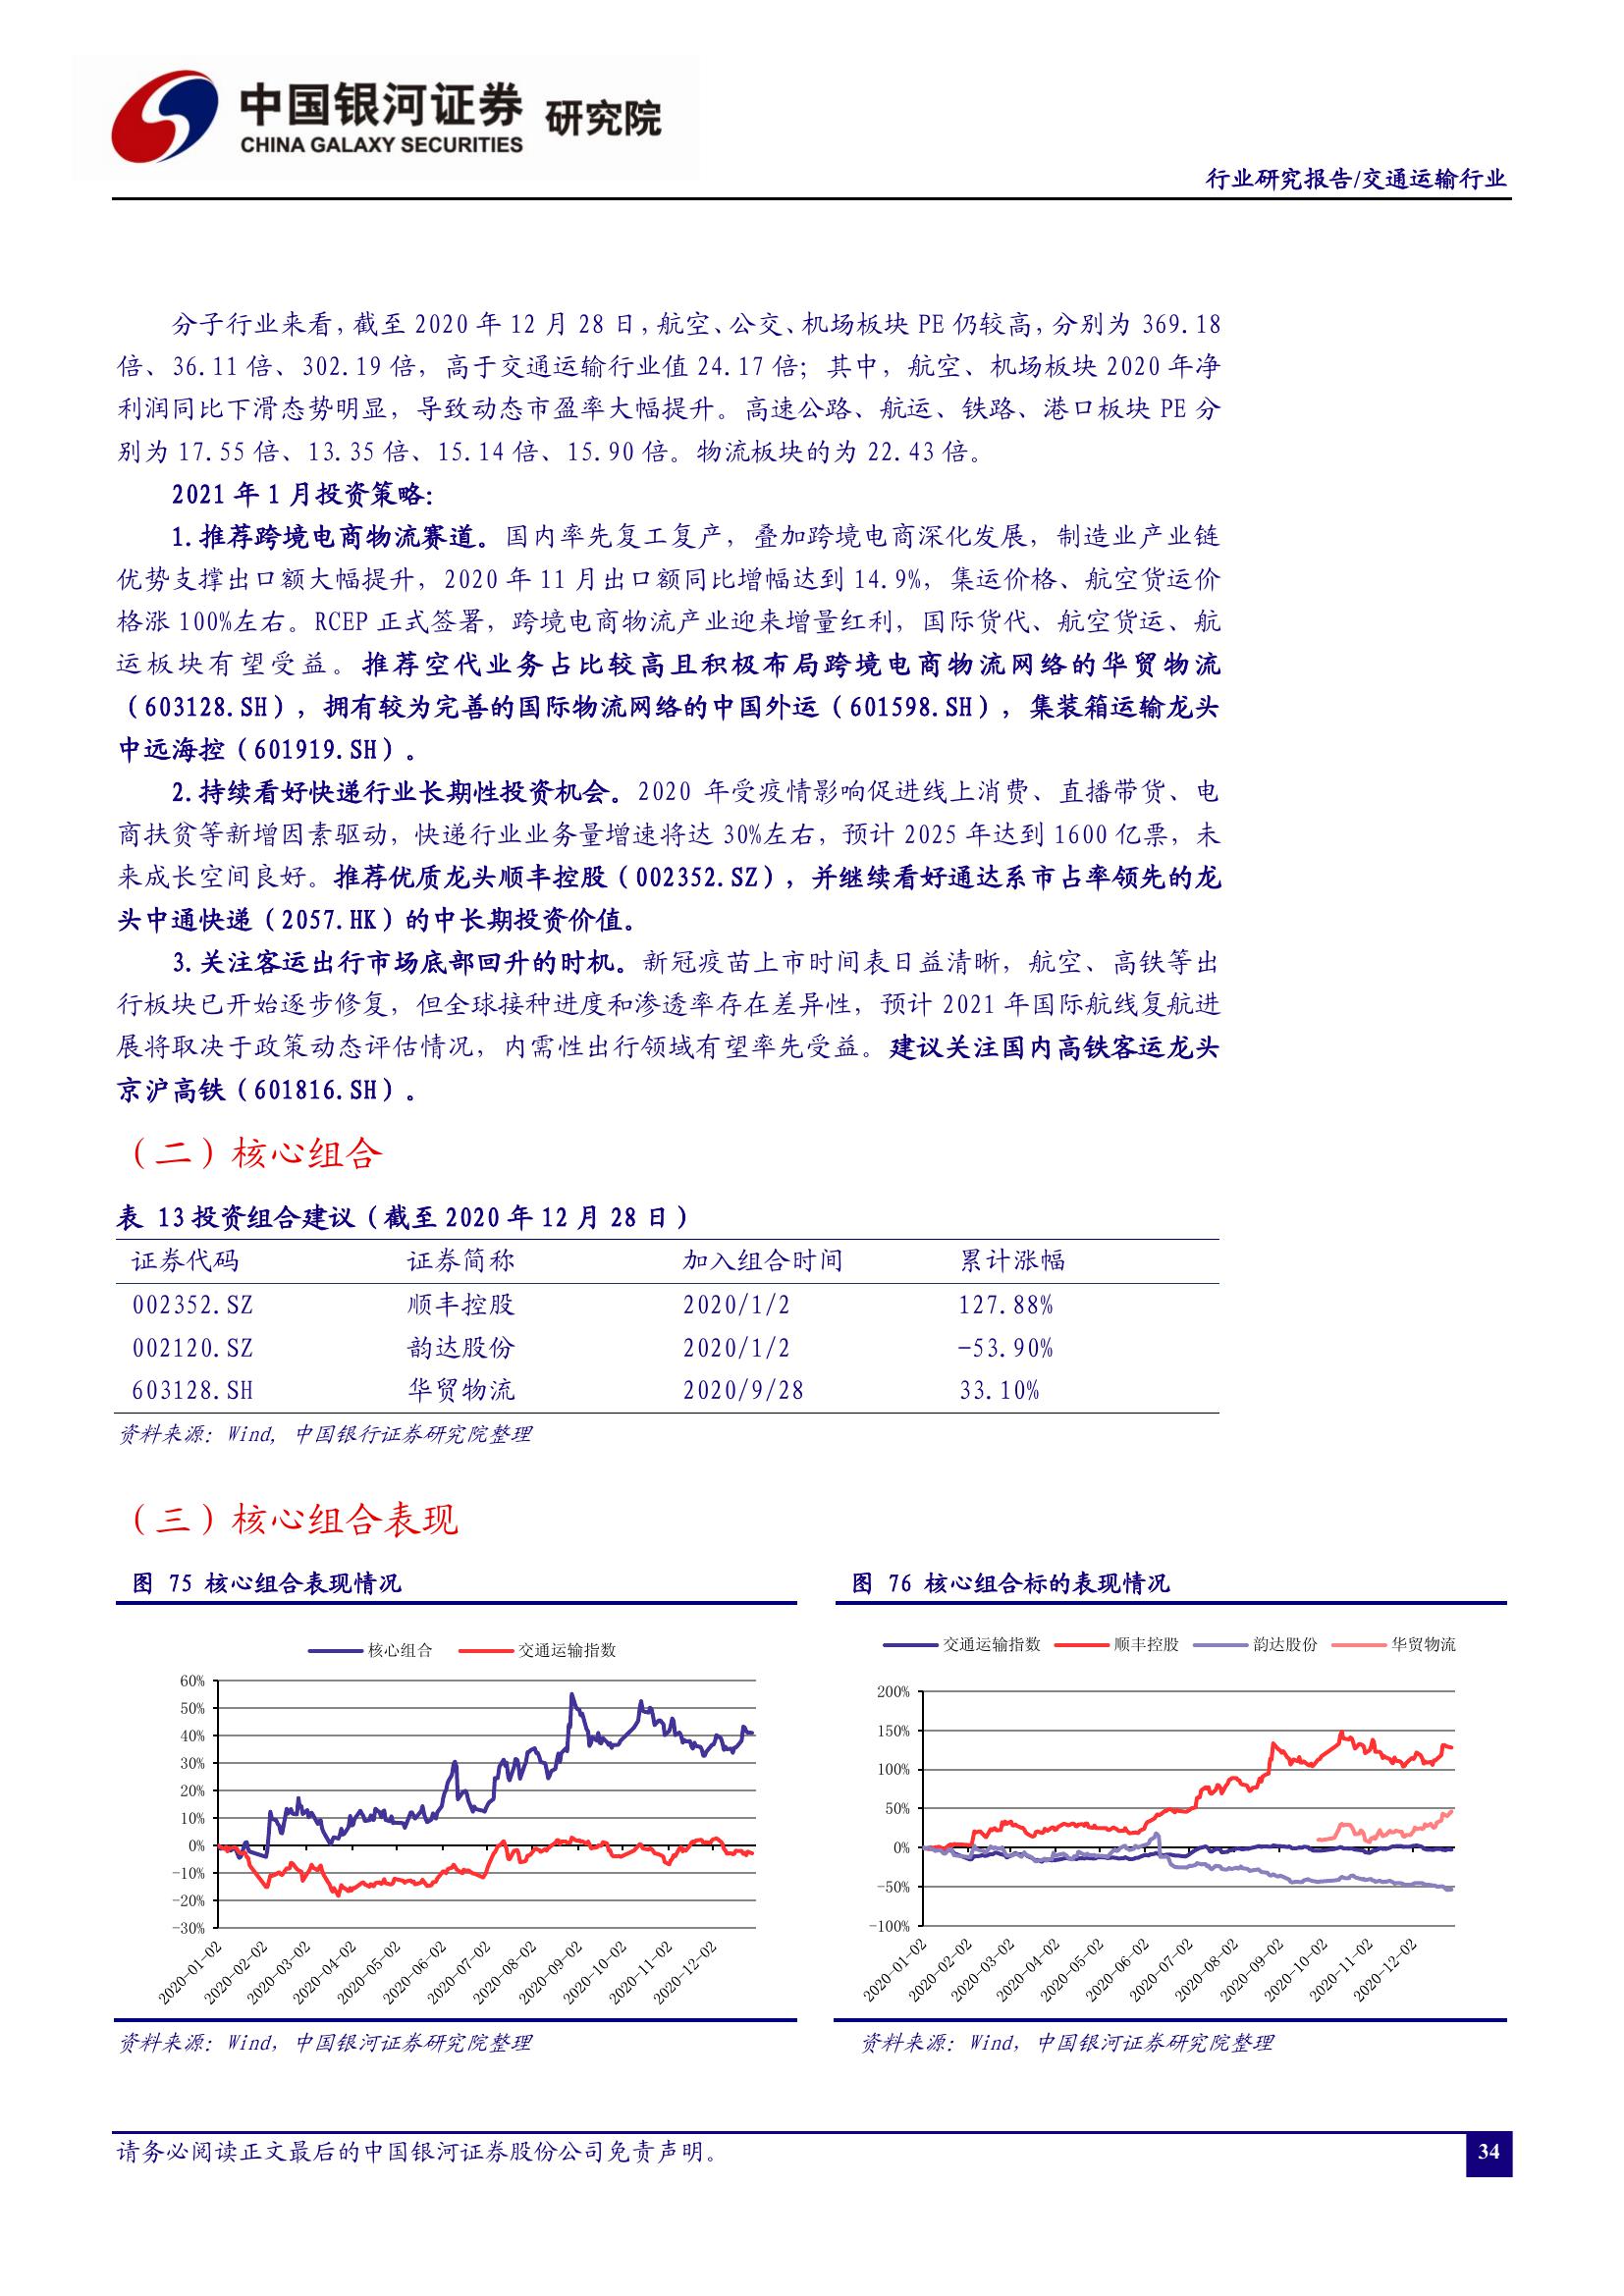 中国银河证券 研究院
CHINA GALAXY SECURITIES
行业研究报告/交通运输行业
分子行业来看,截至 2020 年 12 月 28 日,航空、公交、机场板块 PE 仍较高,分别为 369.18
倍、36.11 倍、302.19 倍，高于交通运输行业值 24.17 倍；其中，航空、机场板块 2020 年净
利润同比下滑态势明显，导致动态市盈率大幅提升。高速公路、航运、铁路、港口板块 PE 分
别为 17.55 倍、13.35 倍、15.14 倍、15.90 倍。物流板块的为 22.43 倍。
2021 年 1 月投资策略：
1.推荐跨境电商物流赛道。国内率先复工复产，叠加跨境电商深化发展，制造业产业链
优势支撑出口额大幅提升，2020 年 11 月出口额同比增幅达到 14.9%，集运价格、航空货运价
格涨 100%左右。RCEP 正式签署，跨境电商物流产业迎来增量红利，国际货代、航空货运、航
运板块有望受益。推荐空代业务占比较高且积极布局跨境电商物流网络的华贸物流
（603128.SH），拥有较为完善的国际物流网络的中国外运（601598.SH），集装箱运输龙头
中远海控（601919.SH）。
2.持续看好快递行业长期性投资机会。2020 年受疫情影响促进线上消费、直播带货、电
商扶贫等新增因素驱动，快递行业业务量增速将达 30%左右，预计 2025 年达到 1600 亿票，未
来成长空间良好。推荐优质龙头顺丰控股（002352.SZ），并继续看好通达系市占率领先的龙
头中通快递（2057.HK）的中长期投资价值。
3.关注客运出行市场底部回升的时机。新冠疫苗上市时间表日益清晰，航空、高铁等出
行板块已开始逐步修复，但全球接种进度和渗透率存在差异性，预计 2021 年国际航线复航进
展将取决于政策动态评估情况，内需性出行领域有望率先受益。建议关注国内高铁客运龙头
京沪高铁（601816.SH）。
（二）核心组合
表 13 投资组合建议（截至 2020 年 12 月 28 日）
证券代码 证券简称 加入组合时间 累计涨幅
002352.SZ 顺丰控股 2020/1/2 127.88%
002120.SZ 韵达股份 2020/1/2 -53.90%
603128.SH 华贸物流 2020/9/28 33.10%
资料来源：Wind, 中国银行证券研究院整理
（三）核心组合表现
图 75 核心组合表现情况
核心组合 交通运输指数
60%
50%
40%
30%
20%
10%
0%
-10%
-20%
-30%
2020-01-02 2020-02-02 2020-03-02 2020-04-02 2020-05-02 2020-06-02 2020-07-02 2020-08-02 2020-09-02 2020-10-02 2020-11-02 2020-12-02
资料来源：Wind, 中国银河证券研究院整理
图 76 核心组合标的表现情况
交通运输指数 顺丰控股 韵达股份 华贸物流
200%
150%
100%
50%
0%
-50%
-100%
2020-01-02 2020-02-02 2020-03-02 2020-04-02 2020-05-02 2020-06-02 2020-07-02 2020-08-02 2020-09-02 2020-10-02 2020-11-02 2020-12-02
资料来源：Wind, 中国银河证券研究院整理
请务必阅读正文最后的中国银河证券股份公司免责声明。
34